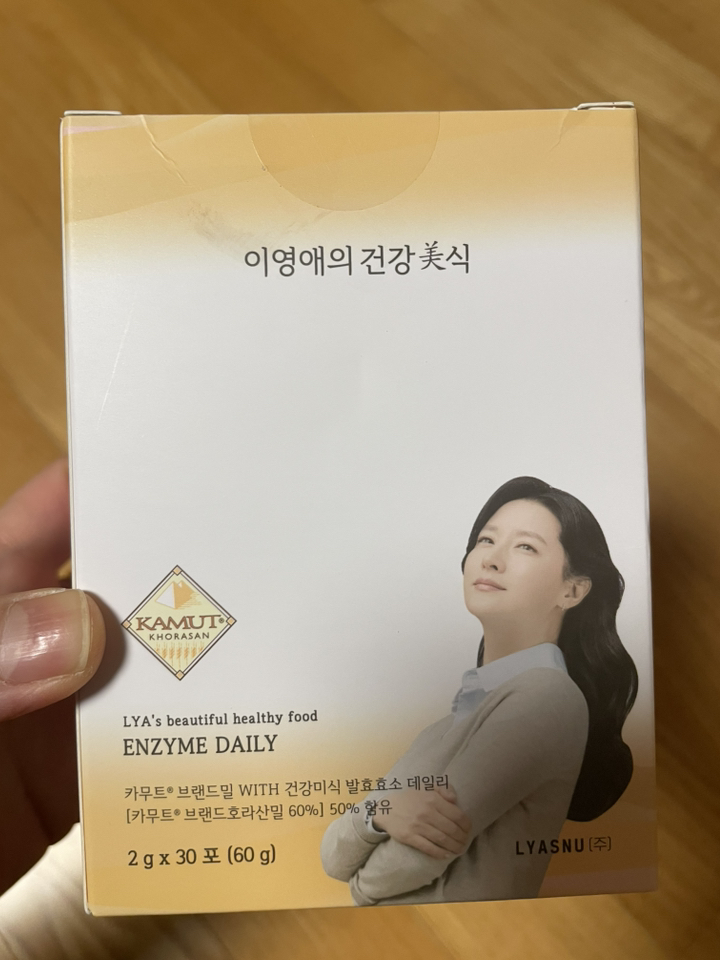 이영애의 건강美식
KAMUT®
KHORASAN
LYA's beautiful healthy food
ENZYME DAILY
카무트® 브랜드밀 WITH 건강미식 발효효소 데일리
[카무트® 브랜드호라산밀 60%] 50% 함유
2 g x 30 포 (60 g)
LYASNU (주)